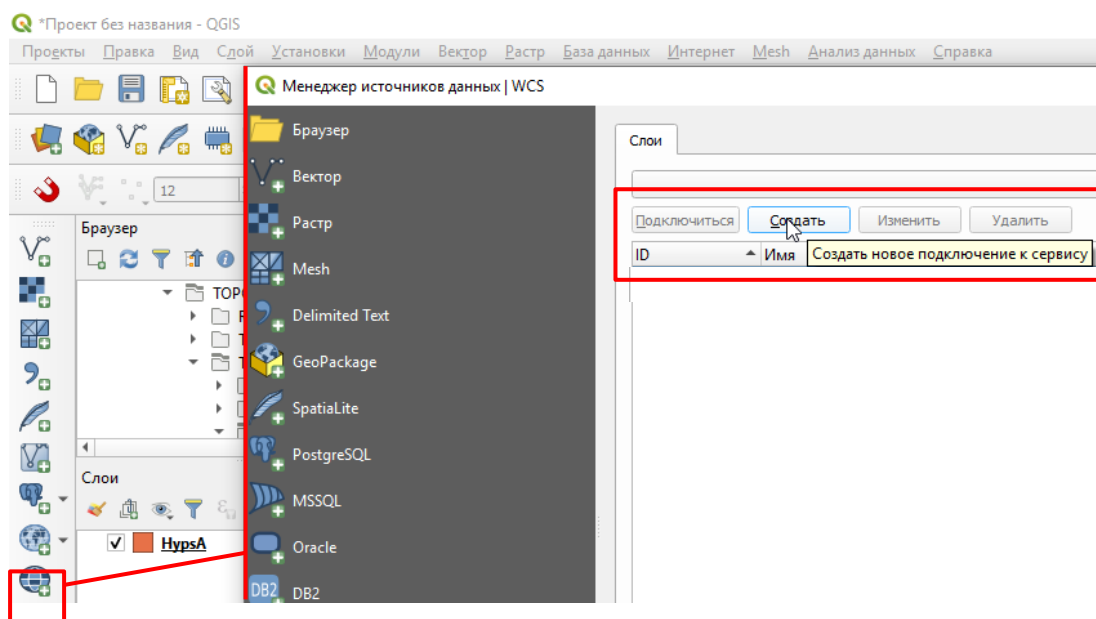 *Проект без названия - QGIS
Проекты Правка Вид Слой Установки Модули Вектор Растр База данных Интернет Mesh Анализ данных Справка
Менеджер источников данных | WCS
Браузер
Вектор
Растр
Mesh
Delimited Text
GeoPackage
SpatiaLite
PostgreSQL
MSSQL
Oracle
DB2
DB2
Слои
Подключиться Создать Изменить Удалить
ID Имя
Создать новое подключение к сервису
12
Браузер
Слои
HypsA